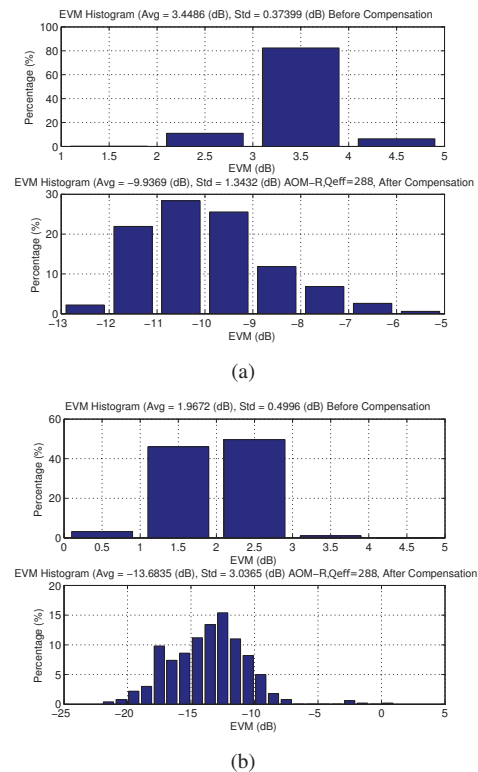 EVM Histogram (Avg = 3.4486 (dB), Std = 0.37399 (dB) Before Compensation
Percentage (%)
100
80
60
40
20
0
1 1.5 2 2.5 3 3.5 4 4.5 5
EVM (dB)
EVM Histogram (Avg = −9.9369 (dB), Std = 1.3432 (dB) AOM−R,Qeff=288, After Compensation
Percentage (%)
30
20
10
0
−13 −12 −11 −10 −9 −8 −7 −6 −5
EVM (dB)
(a)
EVM Histogram (Avg = 1.9672 (dB), Std = 0.4996 (dB) Before Compensation
Percentage (%)
60
40
20
0
0 0.5 1 1.5 2 2.5 3 3.5 4 4.5 5
EVM (dB)
EVM Histogram (Avg = −13.6835 (dB), Std = 3.0365 (dB) AOM−R,Qeff=288, After Compensation
Percentage (%)
20
15
10
5
0
−25 −20 −15 −10 −5 0 5
EVM (dB)
(b)